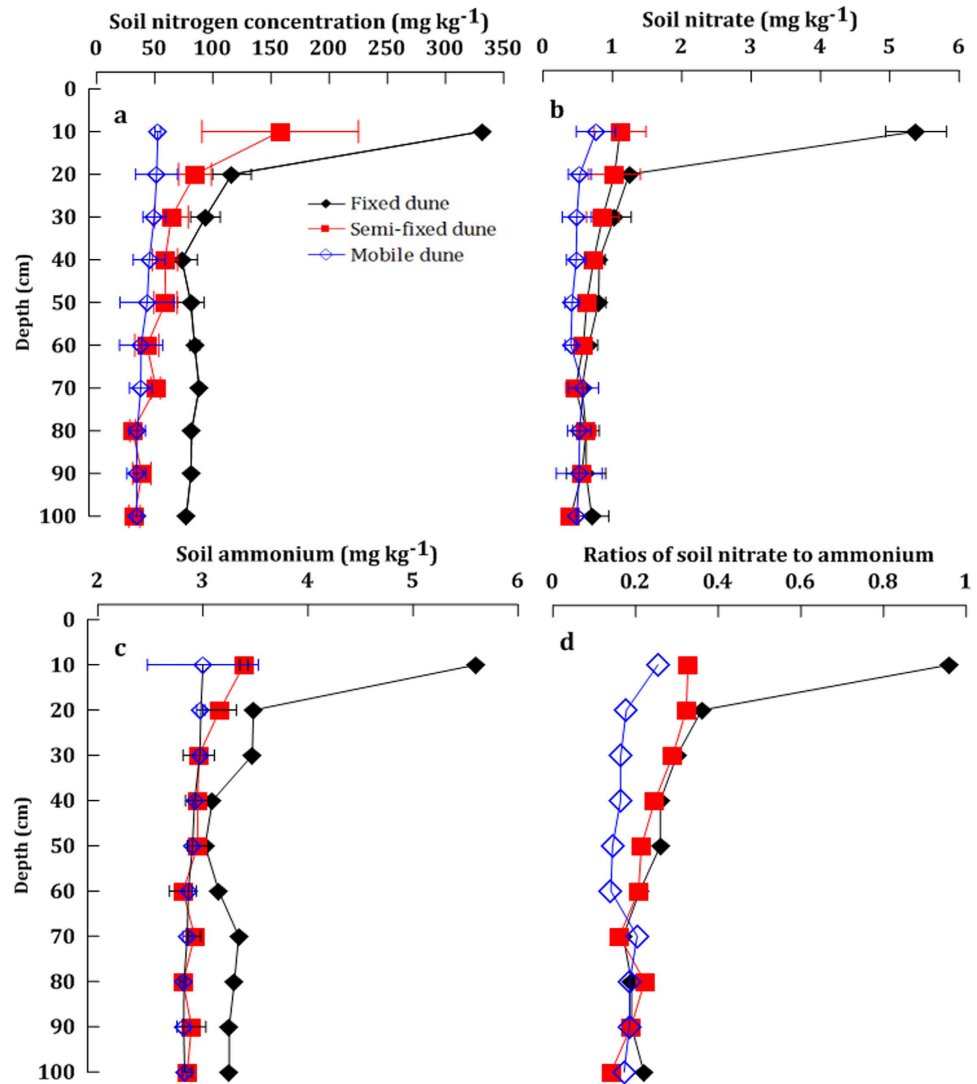 Soil nitrogen concentration (mg kg⁻¹)
0 50 100 150 200 250 300 350
Depth (cm)
0
10
20
30
40
50
60
70
80
90
100
a
Fixed dune
Semi-fixed dune
Mobile dune
Soil nitrate (mg kg⁻¹)
0 1 2 3 4 5 6
b
Soil ammonium (mg kg⁻¹)
2 3 4 5 6
Depth (cm)
0
10
20
30
40
50
60
70
80
90
100
c
Ratios of soil nitrate to ammonium
0 0.2 0.4 0.6 0.8 1
d